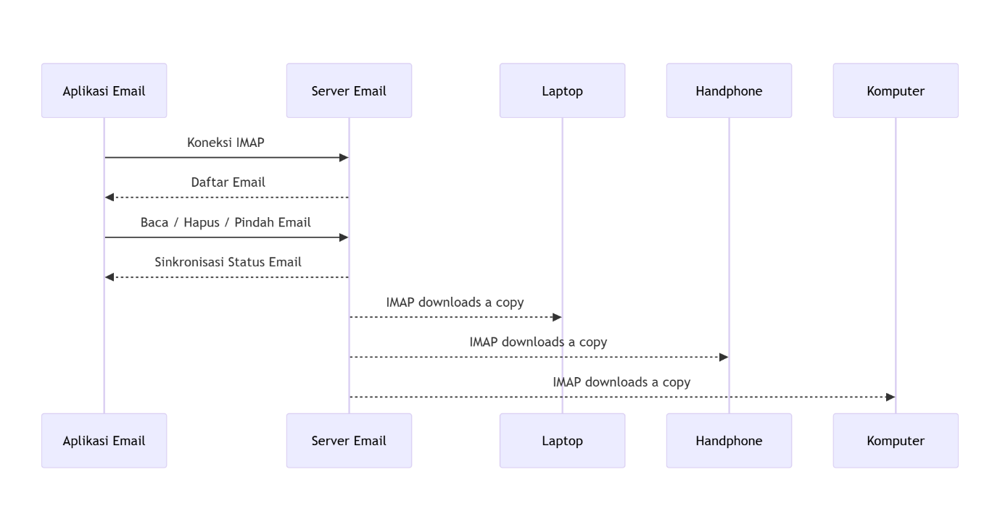 Aplikasi Email
Server Email
Laptop
Handphone
Komputer
Koneksi IMAP
Daftar Email
Baca / Hapus / Pindah Email
Sinkronisasi Status Email
IMAP downloads a copy
IMAP downloads a copy
IMAP downloads a copy
Aplikasi Email
Server Email
Laptop
Handphone
Komputer